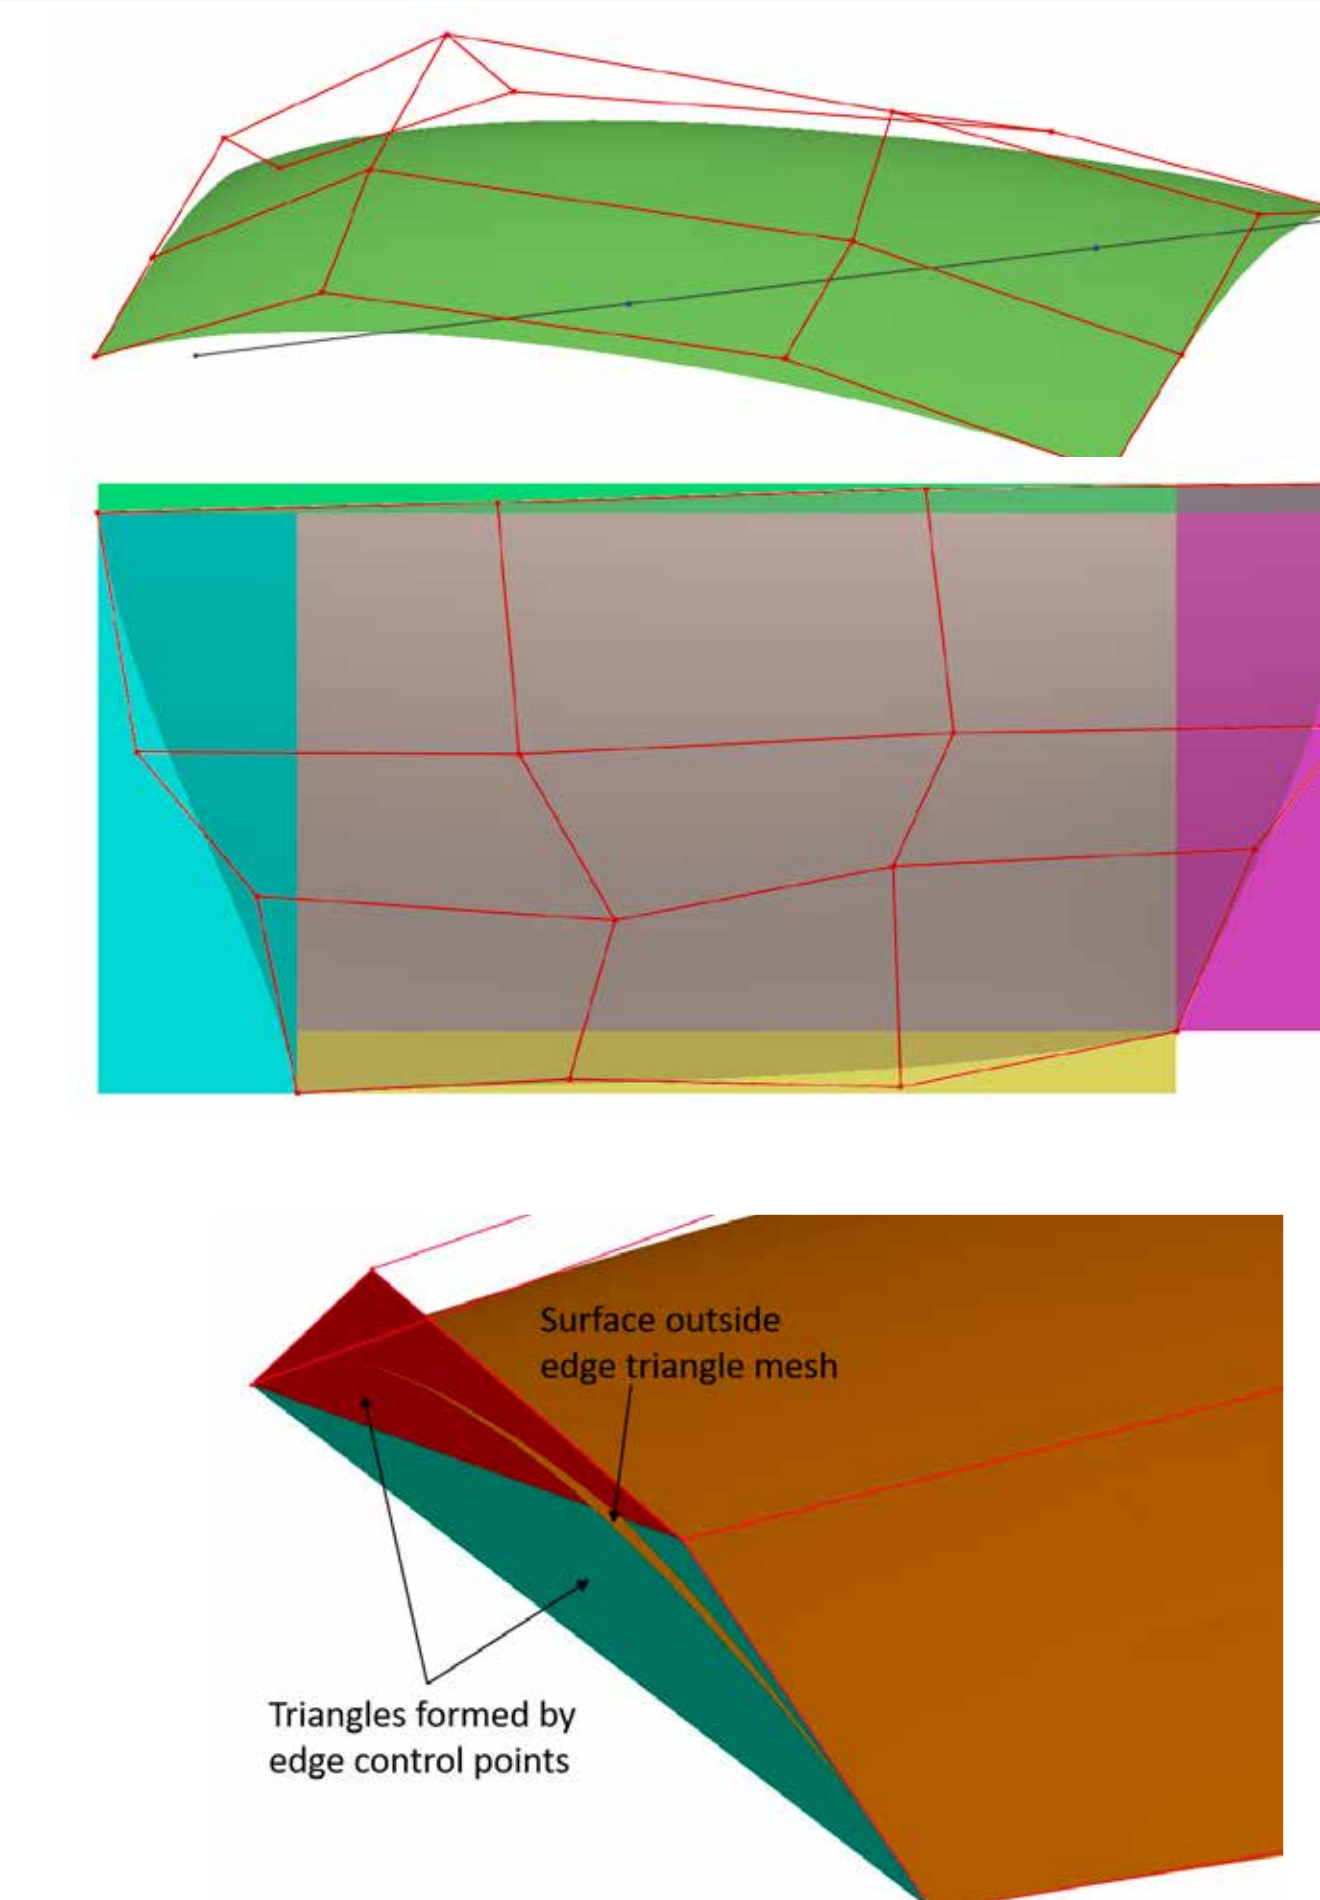 Surface outside
edge triangle mesh
Triangles formed by
edge control points